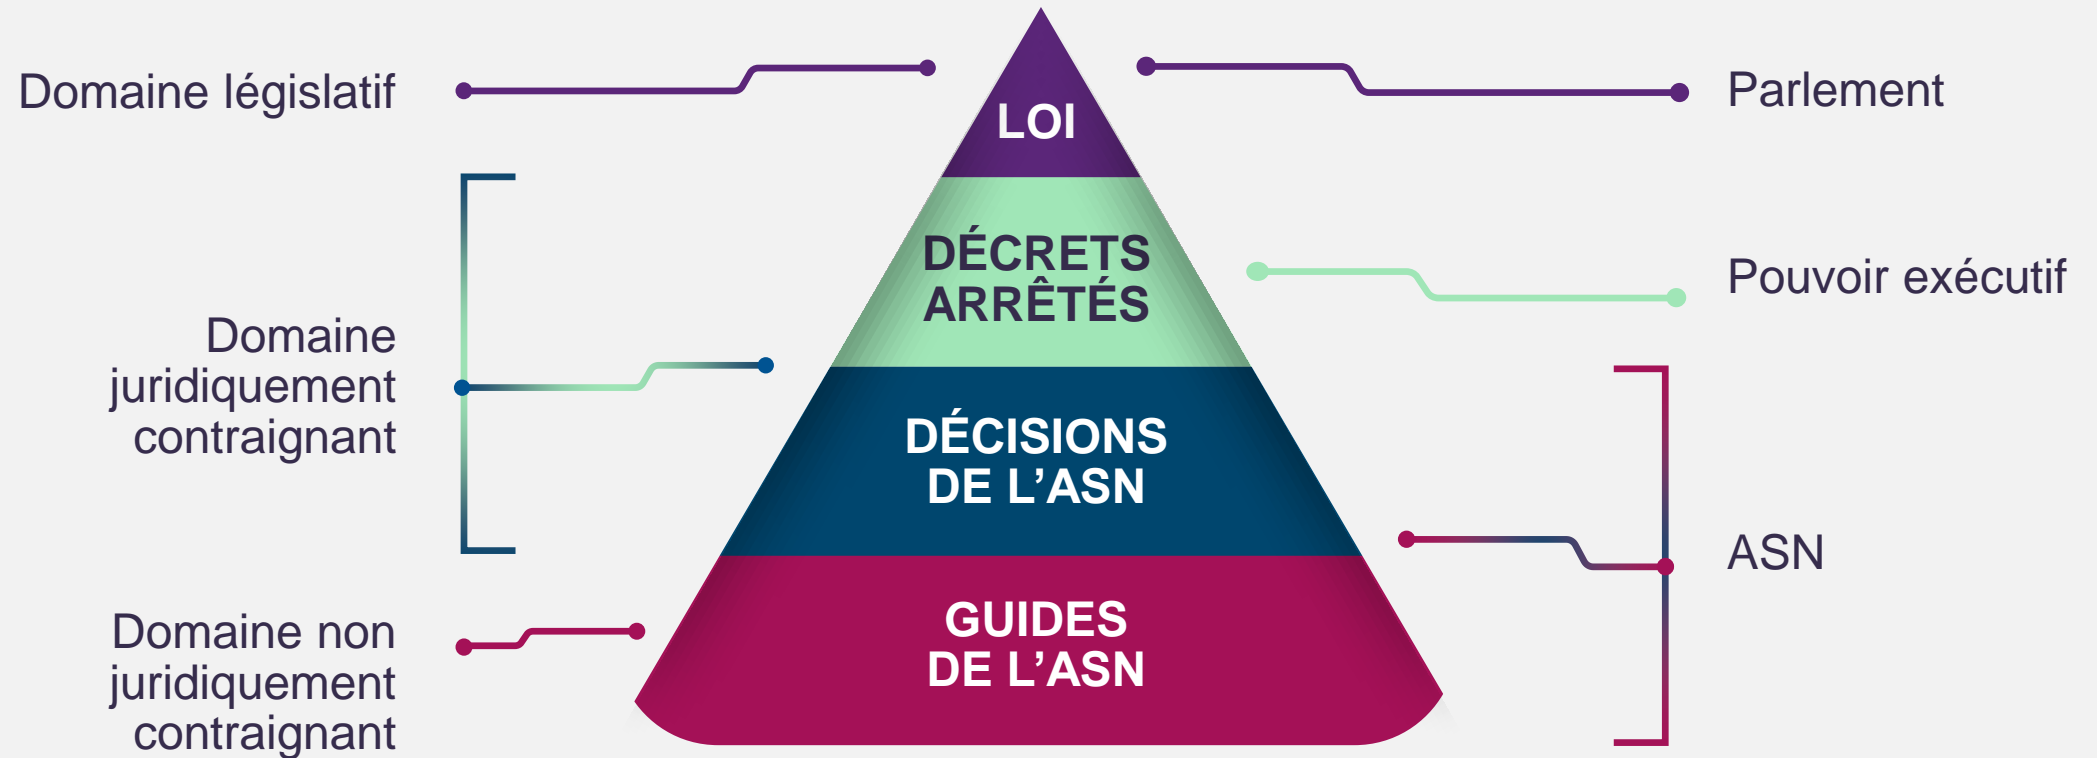 Domaine législatif
LOI
Parlement
DÉCRETS
ARRÊTÉS
Pouvoir exécutif
Domaine
juridiquement
contraignant
DÉCISIONS
DE L’ASN
ASN
Domaine non
juridiquement
contraignant
GUIDES
DE L’ASN